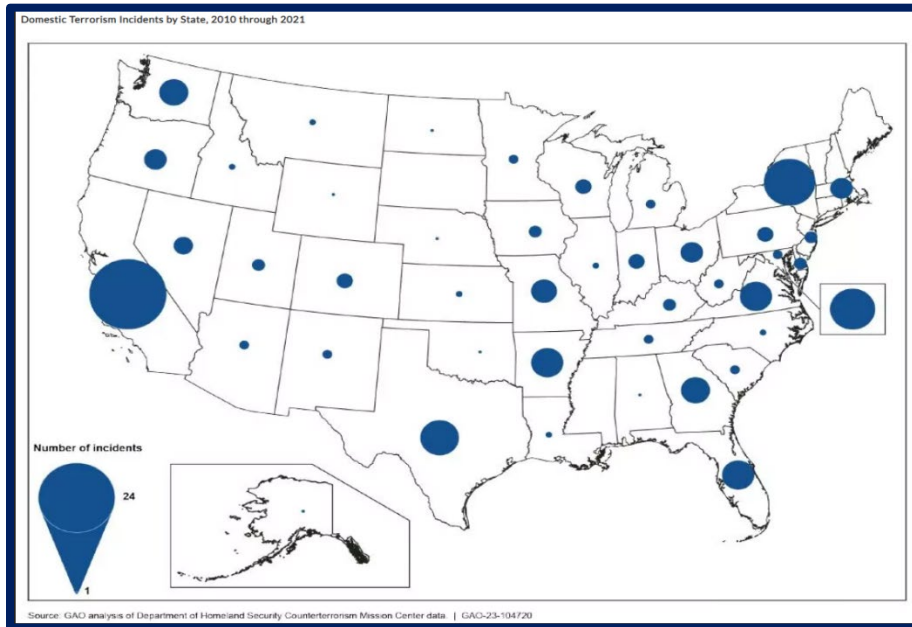 Domestic Terrorism Incidents by State, 2010 through 2021
Number of incidents
24
1
Source: GAO analysis of Department of Homeland Security Counterterrorism Mission Center data. | GAO-23-104720